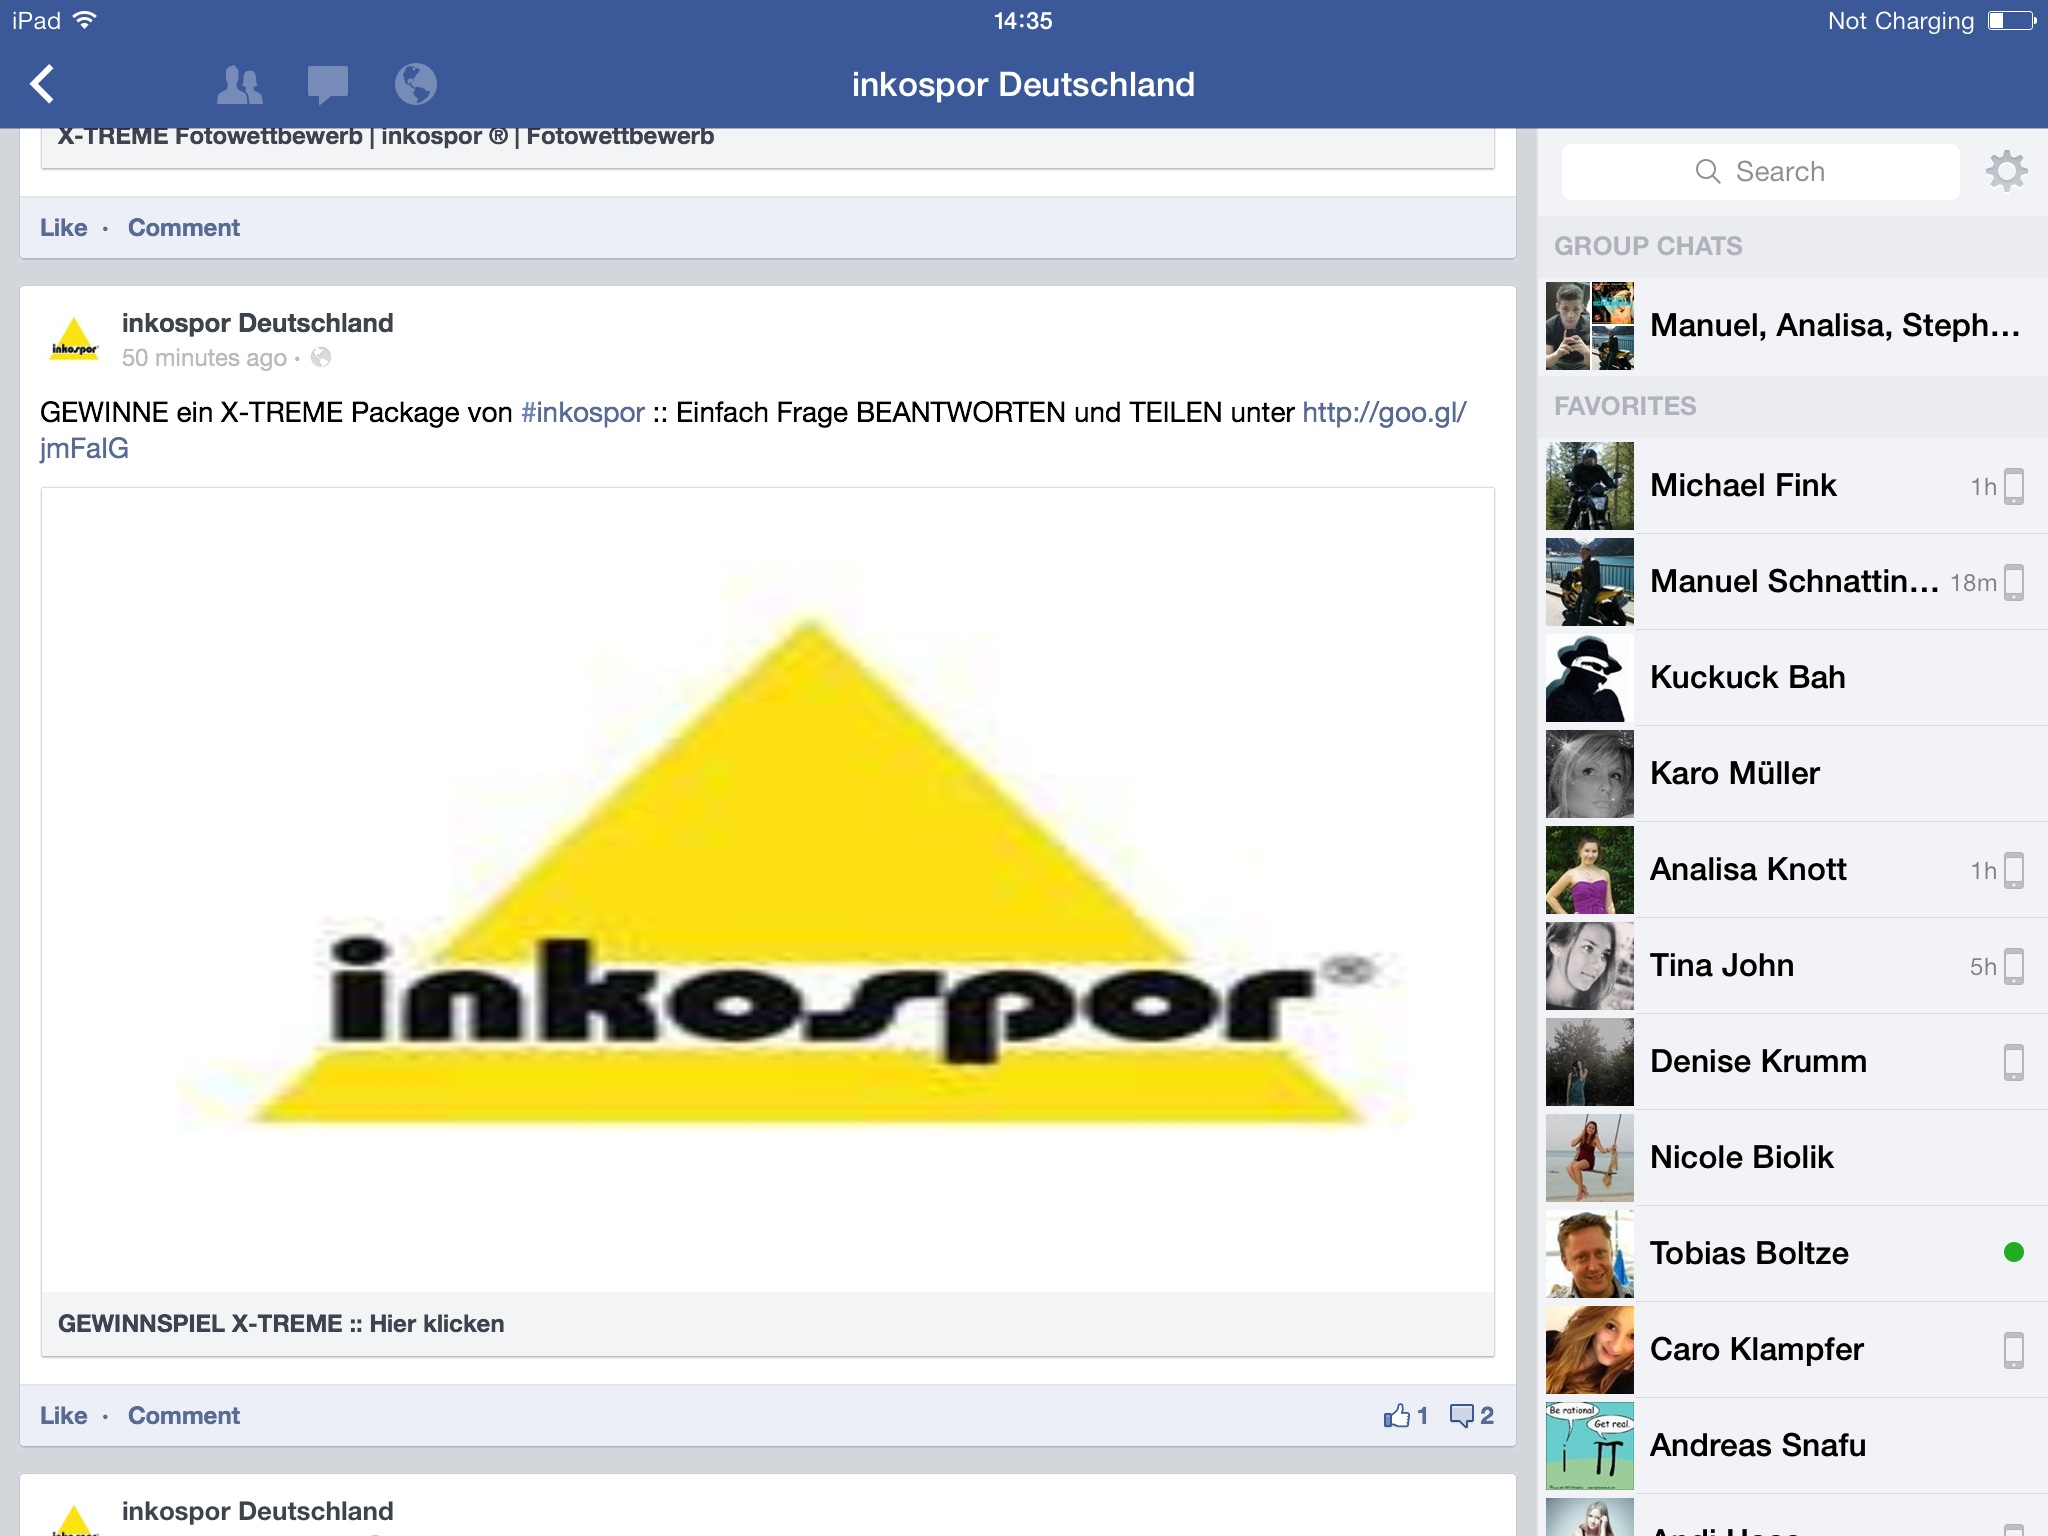 iPad
14:35
Not Charging
inkospor Deutschland
X-TREME Fotowettbewerb | inkospor ® | Fotowettbewerb
Like · Comment
inkospor Deutschland
inkospor
50 minutes ago ·
GEWINNE ein X-TREME Package von #inkospor :: Einfach Frage BEANTWORTEN und TEILEN unter http://goo.gl/
jmFalG
inkospor®
GEWINNSPIEL X-TREME :: Hier klicken
Like · Comment
1 2
inkospor Deutschland
Search
GROUP CHATS
Manuel, Analisa, Steph...
FAVORITES
Michael Fink 1h
Manuel Schnattin... 18m
Kuckuck Bah
Karo Müller
Analisa Knott 1h
Tina John 5h
Denise Krumm
Nicole Biolik
Tobias Boltze
Caro Klampfer
Be rational
Get real.
i π
Andreas Snafu